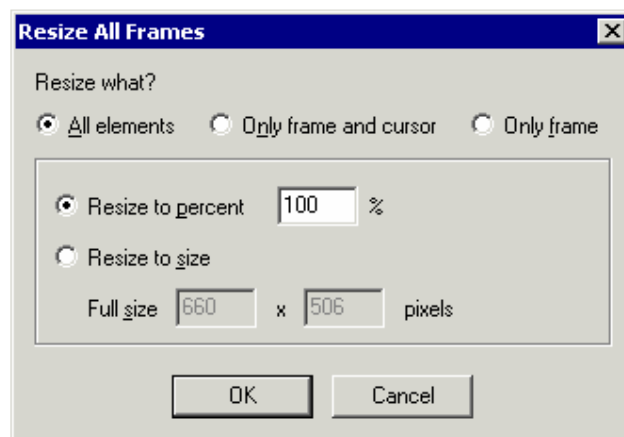 Resize All Frames
Resize what?
All elements Only frame and cursor Only frame
Resize to percent 100 %
Resize to size
Full size 660 x 506 pixels
OK Cancel